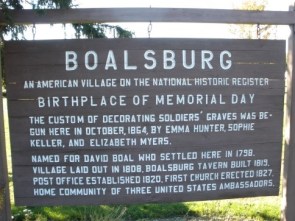 BOALSBURG
AN AMERICAN VILLAGE ON THE NATIONAL HISTORIC REGISTER
BIRTHPLACE OF MEMORIAL DAY
THE CUSTOM OF DECORATING SOLDIERS' GRAVES WAS BE-
GUN HERE IN OCTOBER, 1864, BY EMMA HUNTER, SOPHIE
KELLER, AND ELIZABETH MYERS.
NAMED FOR DAVID BOAL WHO SETTLED HERE IN 1798.
VILLAGE LAID OUT IN 1808. BOALSBURG TAVERN BUILT 1819.
POST OFFICE ESTABLISHED 1820. FIRST CHURCH ERECTED 1827.
HOME COMMUNITY OF THREE UNITED STATES AMBASSADORS.